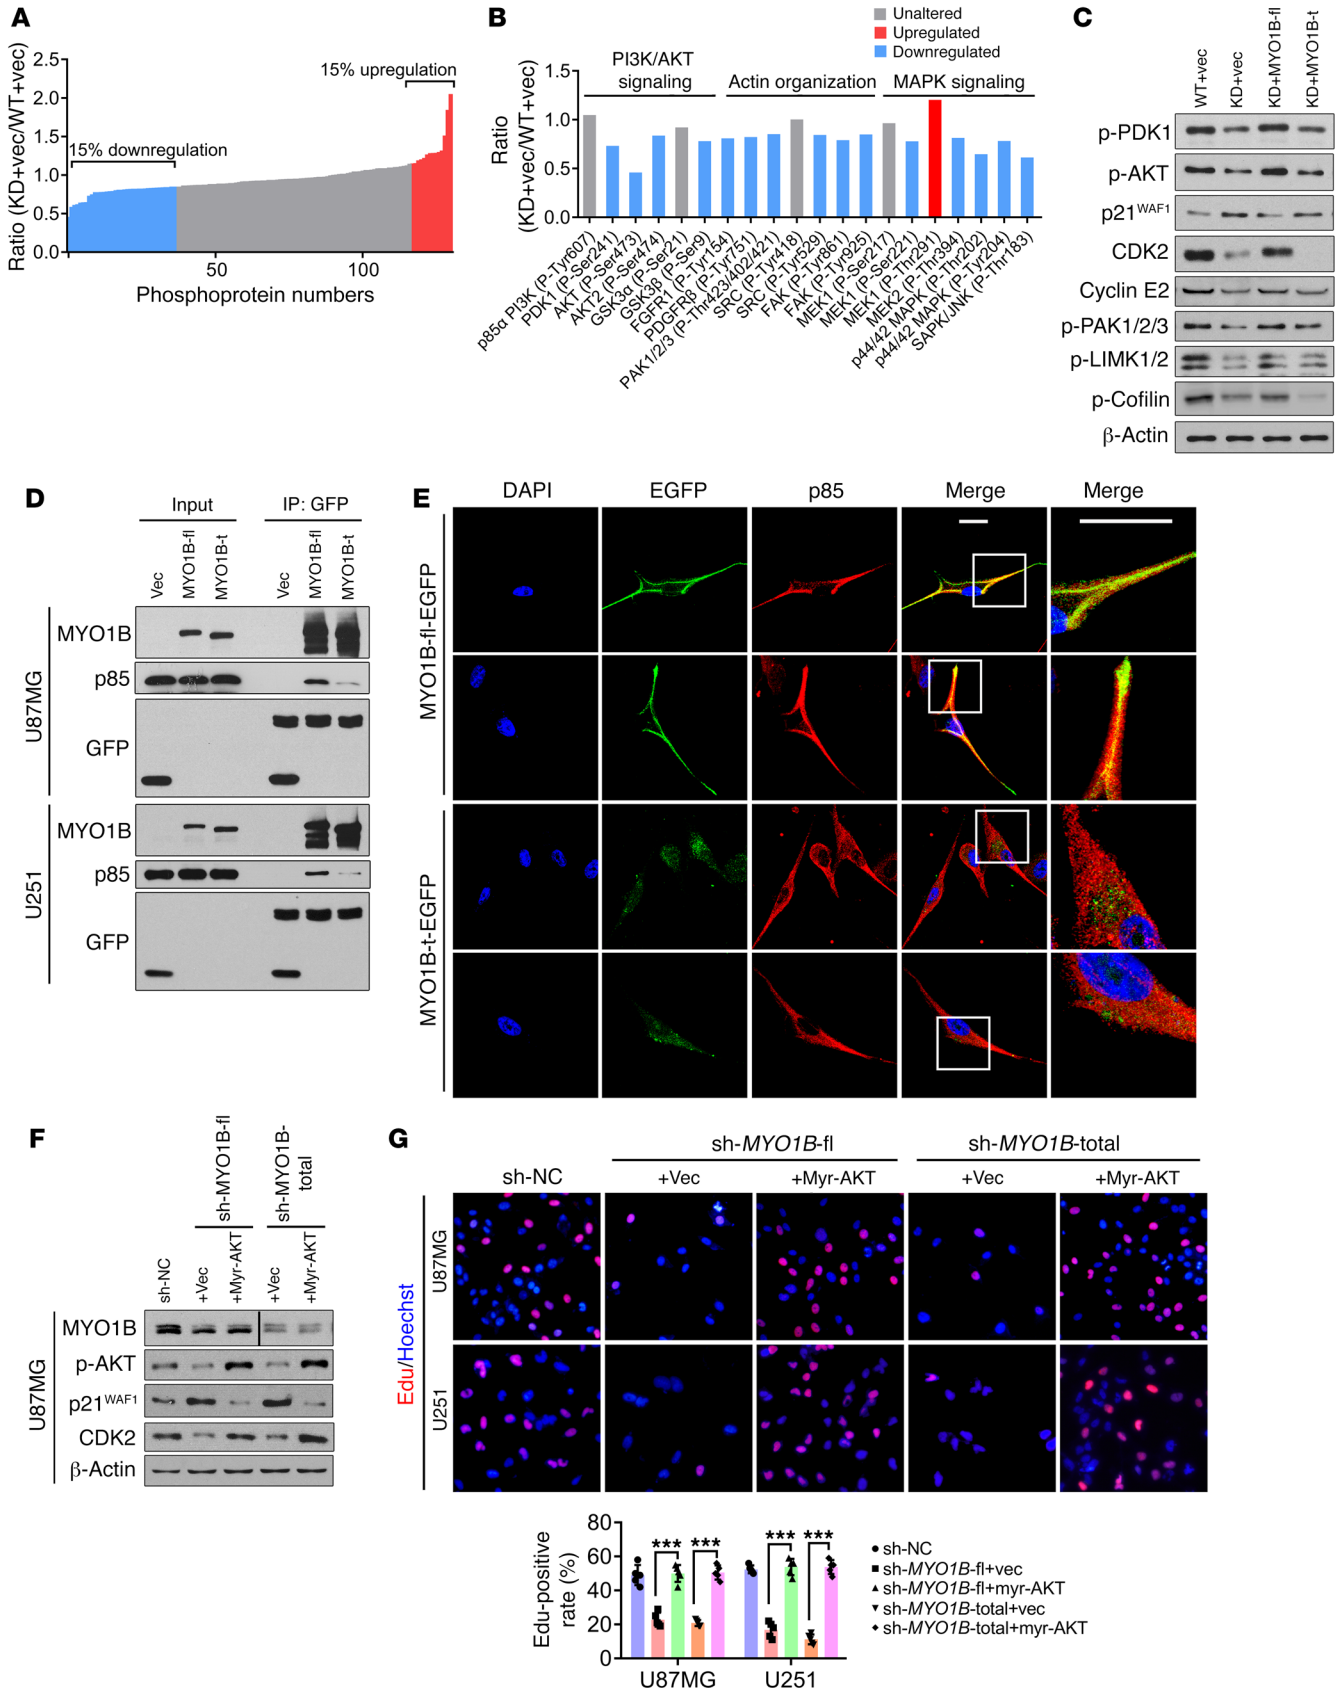 A
Ratio (KD+vec/WT+vec)
2.5
2.0
1.5
1.0
0.5
0.0
15% upregulation
15% downregulation
50
100
Phosphoprotein numbers
B
Unaltered
Upregulated
Downregulated
Ratio
(KD+vec/WT+vec)
1.5
1.0
0.5
0.0
PI3K/AKT
signaling
Actin organization
MAPK signaling
p85α PI3K (P-Tyr607)
PDK1 (P-Ser241)
AKT (P-Ser473)
AKT2 (P-Ser474)
GSK3α (P-Ser21)
GSK3β (P-Ser9)
FGFR1 (P-Tyr154)
PDGFRβ (P-Tyr751)
PAK1/2/3 (P-Thr423/402/421)
SRC (P-Tyr418)
SRC (P-Tyr529)
FAK (P-Tyr861)
FAK (P-Tyr925)
MEK1 (P-Ser217)
MEK1 (P-Ser221)
MEK1 (P-Thr291)
MEK2 (P-Thr394)
p44/42 MAPK (P-Thr202)
p44/42 MAPK (P-Tyr204)
SAPK/JNK (P-Thr183)
C
WT+vec
KD+vec
KD+MYO1B-fl
KD+MYO1B-t
p-PDK1
p-AKT
p21WAF1
CDK2
Cyclin E2
p-PAK1/2/3
p-LIMK1/2
p-Cofilin
β-Actin
D
Input
IP: GFP
Vec
MYO1B-fl
MYO1B-t
Vec
MYO1B-fl
MYO1B-t
U87MG
MYO1B
p85
GFP
U251
MYO1B
p85
GFP
E
DAPI
EGFP
p85
Merge
Merge
MYO1B-fl-EGFP
MYO1B-t-EGFP
F
sh-MYO1B-fl
sh-MYO1B-
total
sh-NC
+Vec
+Myr-AKT
+Vec
+Myr-AKT
U87MG
MYO1B
p-AKT
p21WAF1
CDK2
β-Actin
G
sh-MYO1B-fl
sh-MYO1B-total
sh-NC
+Vec
+Myr-AKT
+Vec
+Myr-AKT
Edu/Hoechst
U87MG
U251
Edu-positive
rate (%)
80
60
40
20
0
*** ***
*** ***
U87MG
U251
sh-NC
sh-MYO1B-fl+vec
sh-MYO1B-fl+myr-AKT
sh-MYO1B-total+vec
sh-MYO1B-total+myr-AKT